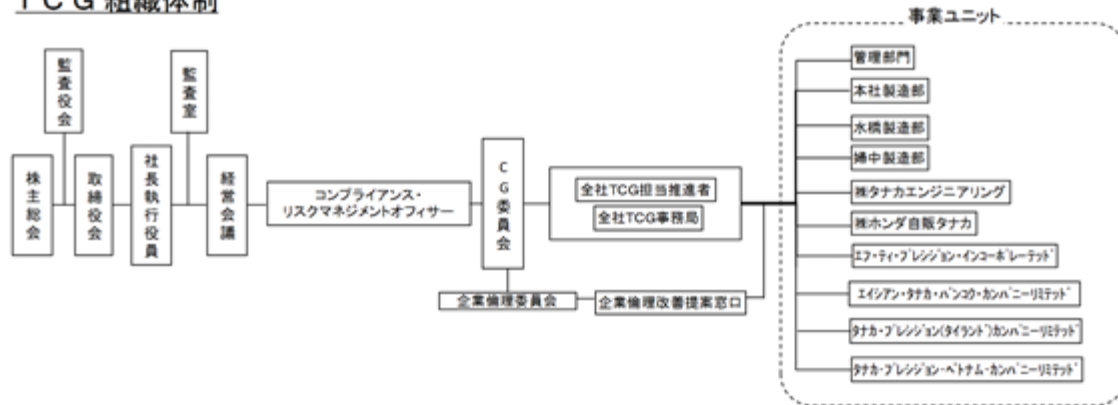 TCG 組織体制
事業ユニット
監査役会
監査室
株主総会
取締役会
社長執行役員
経営会議
コンプライアンス・
リスクマネジメントオフィサー
CG委員会
全社TCG担当推進者
全社TCG事務局
企業倫理委員会
企業倫理改善提案窓口
管理部門
本社製造部
水橋製造部
婦中製造部
㈱タナカエンジニアリング
㈱ホンダ自販タナカ
ｴﾌ･ﾃｨ･ﾌﾟﾚｼｼﾞｮﾝ･ｲﾝｺｰﾎﾟﾚｰﾃｯﾄﾞ
ｴｲｼｱﾝ･ﾀﾅｶ･ﾊﾞﾝｺｸ･ｶﾝﾊﾟﾆｰﾘﾐﾃｯﾄﾞ
ﾀﾅｶ･ﾌﾟﾚｼｼﾞｮﾝ(ﾀｲﾗﾝﾄﾞ)ｶﾝﾊﾟﾆｰﾘﾐﾃｯﾄﾞ
ﾀﾅｶ･ﾌﾟﾚｼｼﾞｮﾝ･ﾍﾞﾄﾅﾑ･ｶﾝﾊﾟﾆｰﾘﾐﾃｯﾄﾞ